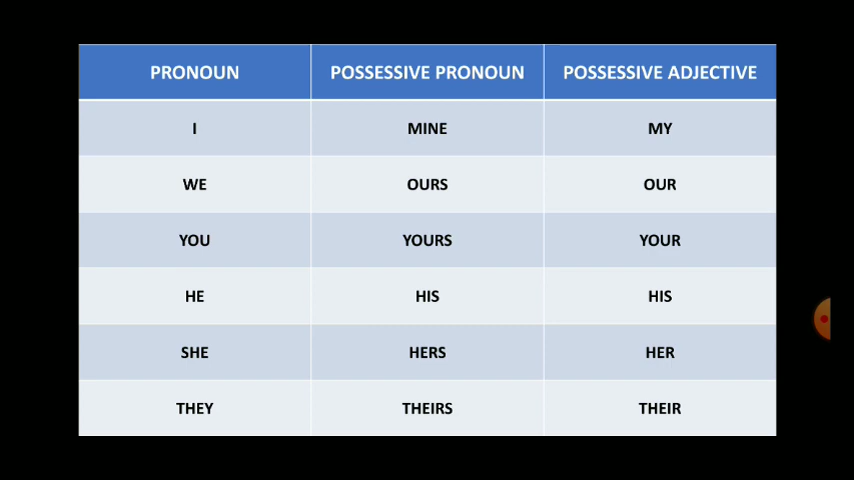 PRONOUN POSSESSIVE PRONOUN POSSESSIVE ADJECTIVE
I MINE MY
WE OURS OUR
YOU YOURS YOUR
HE HIS HIS
SHE HERS HER
THEY THEIRS THEIR